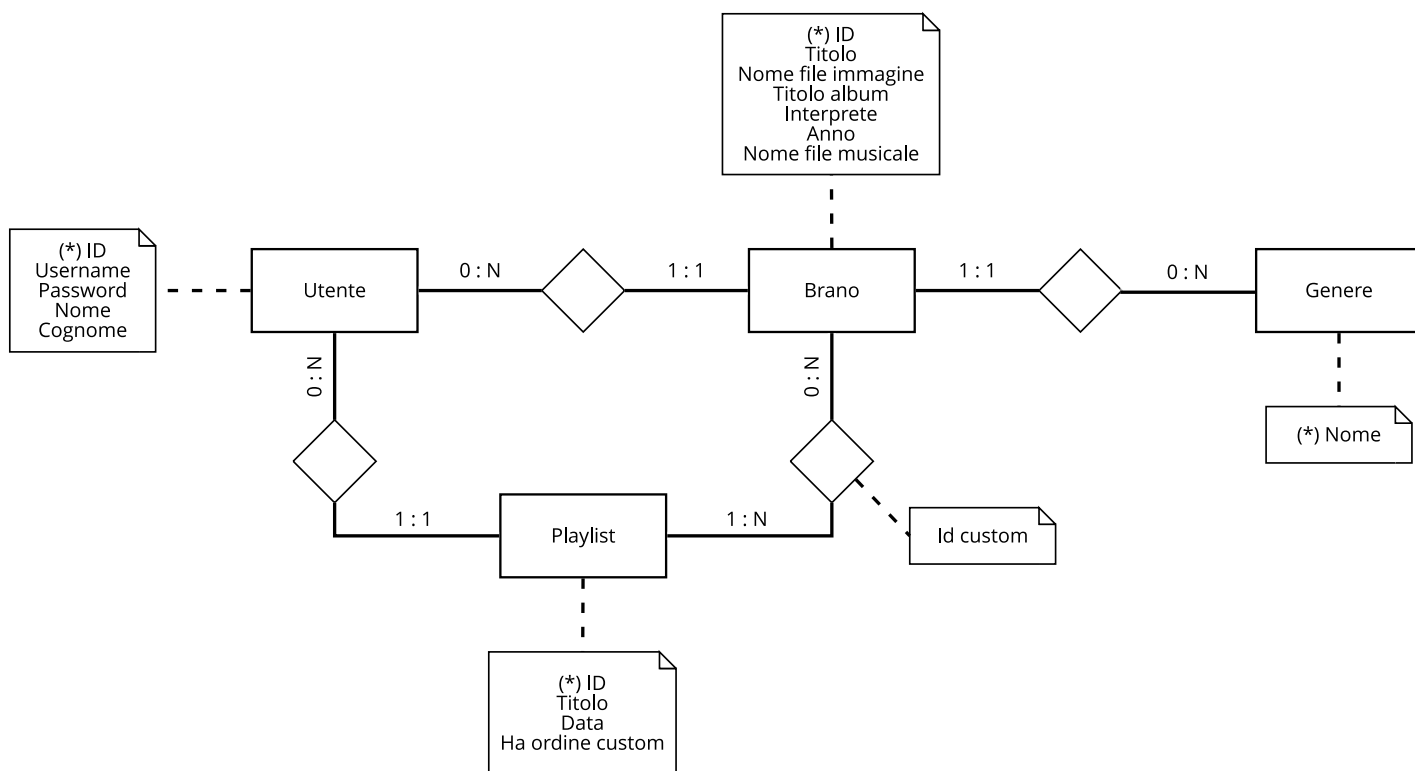 (*) ID
Titolo
Nome file immagine
Titolo album
Interprete
Anno
Nome file musicale
(*) ID
Username
Password
Nome
Cognome
Utente
0 : N
1 : 1
Brano
1 : 1
0 : N
Genere
0 : N
0 : N
(*) Nome
1 : 1
Playlist
1 : N
Id custom
(*) ID
Titolo
Data
Ha ordine custom